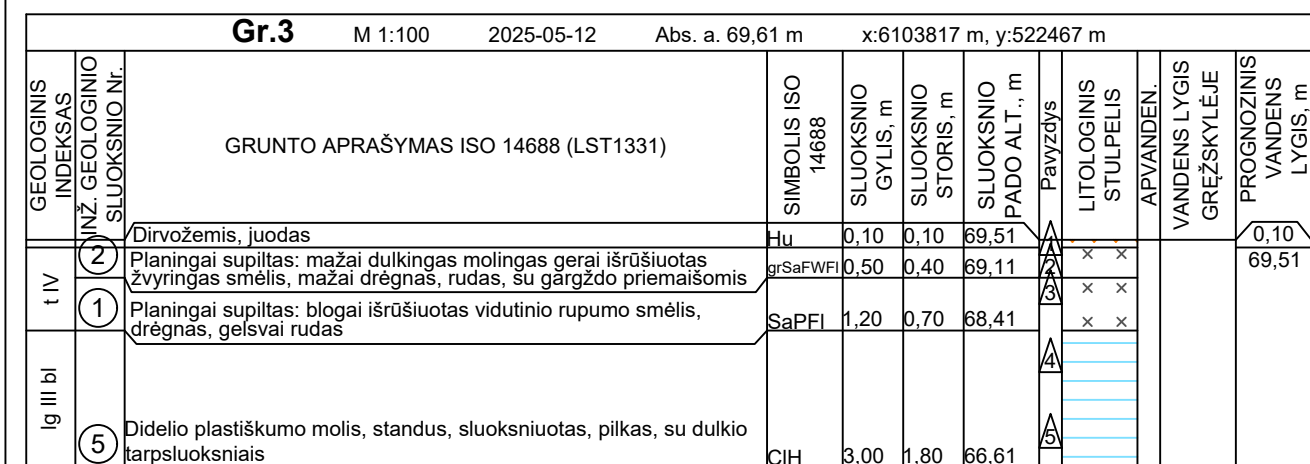 Gr.3 M 1:100 2025-05-12 Abs. a. 69,61 m x:6103817 m, y:522467 m
GEOLOGINIS
INDEKSAS
INŽ. GEOLOGINIO
SLUOKSNIO Nr.
GRUNTO APRAŠYMAS ISO 14688 (LST1331)
SIMBOLIS ISO
14688
SLUOKSNIO
GYLIS, m
SLUOKSNIO
STORIS, m
SLUOKSNIO
PADO ALT., m
Pavyzdys
LITOLOGINIS
STULPELIS
APVANDEN.
VANDENS LYGIS
GRĘŽSKYLĖJE
PROGNOZINIS
VANDENS
LYGIS, m
Dirvožemis, juodas Hu 0,10 0,10 69,51 1 0,10
69,51
t IV
2 Planingai supiltas: mažai dulkingas molingas gerai išrūšiuotas
žvyringas smėlis, mažai drėgnas, rudas, su gargždo priemaišomis grSaFWFI 0,50 0,40 69,11 2
3
1 Planingai supiltas: blogai išrūšiuotas vidutinio rupumo smėlis,
drėgnas, gelsvai rudas SaPFI 1,20 0,70 68,41
4
lg III bl
5 Didelio plastiškumo molis, standus, sluoksniuotas, pilkas, su dulkio
tarpsluoksniais ClH 3,00 1,80 66,61 5